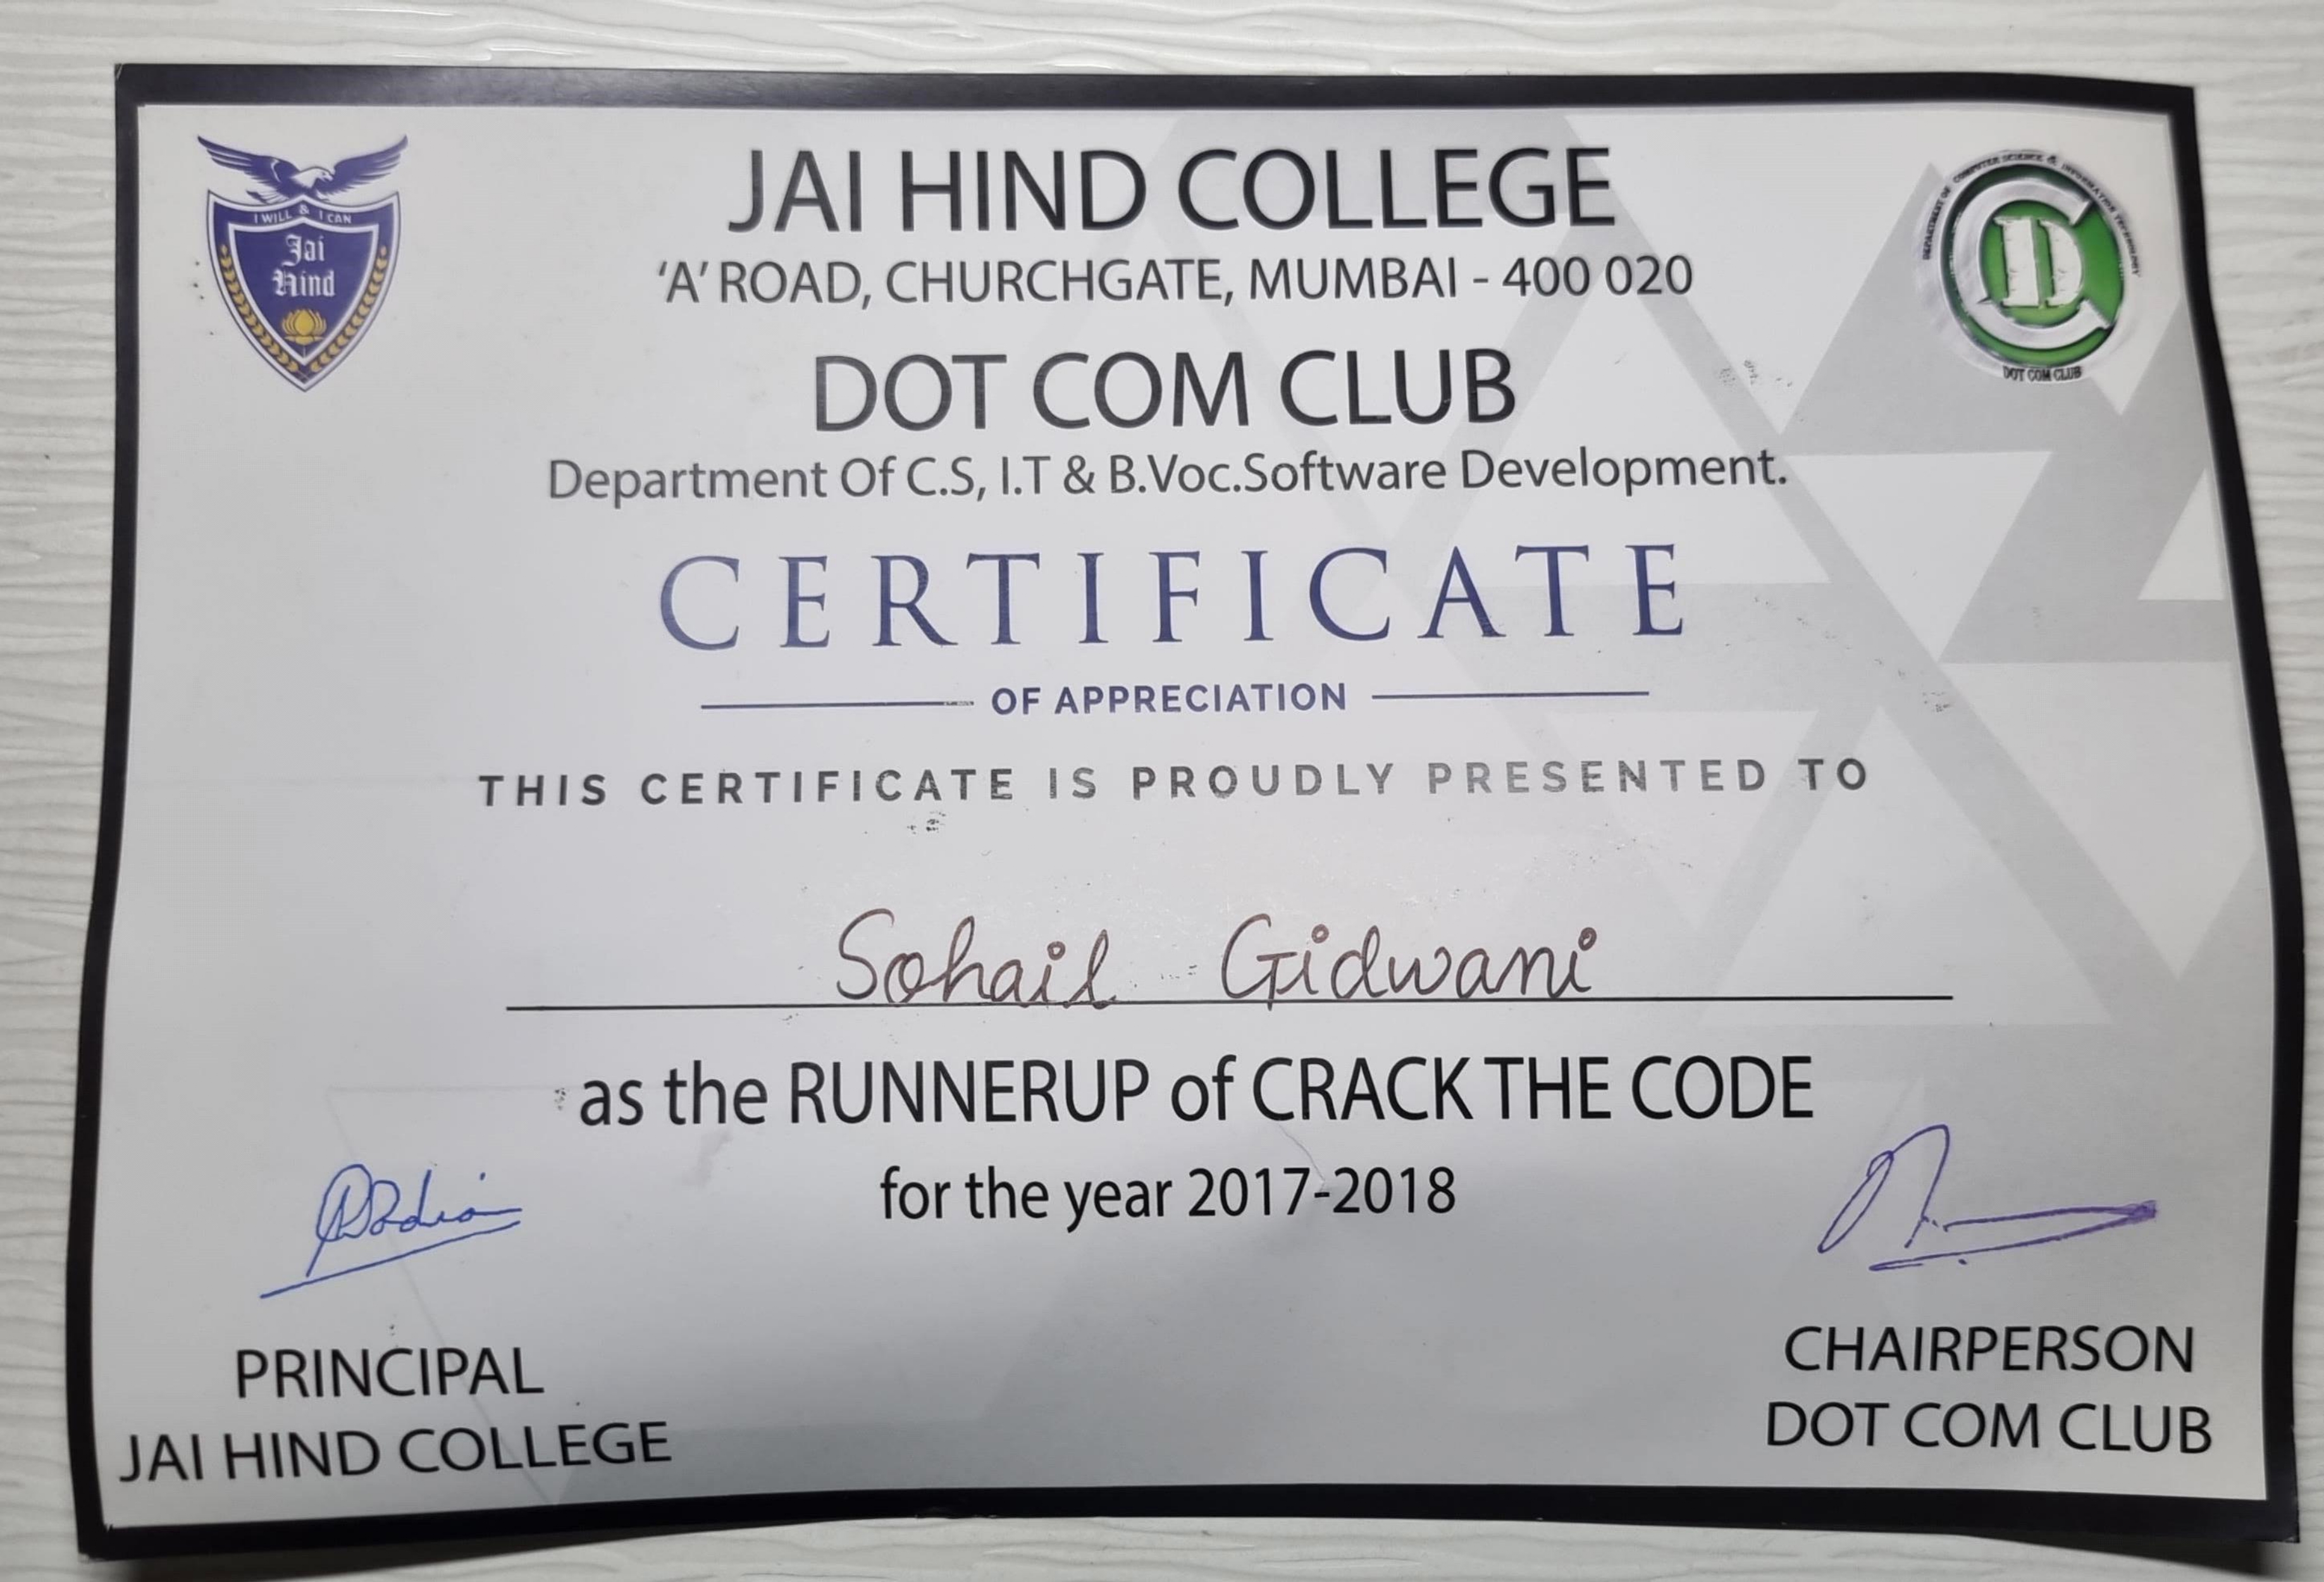 I WILL & I CAN
Jai
Hind
JAI HIND COLLEGE
'A' ROAD, CHURCHGATE, MUMBAI - 400 020
DEPARTMENT OF COMPUTER SCIENCE & INFORMATION TECHNOLOGY
DC
DOT COM CLUB
DOT COM CLUB
Department Of C.S, I.T & B.Voc.Software Development.
CERTIFICATE
OF APPRECIATION
THIS CERTIFICATE IS PROUDLY PRESENTED TO
Sohail Gidwani
as the RUNNERUP of CRACK THE CODE
for the year 2017-2018
PRINCIPAL
JAI HIND COLLEGE
CHAIRPERSON
DOT COM CLUB